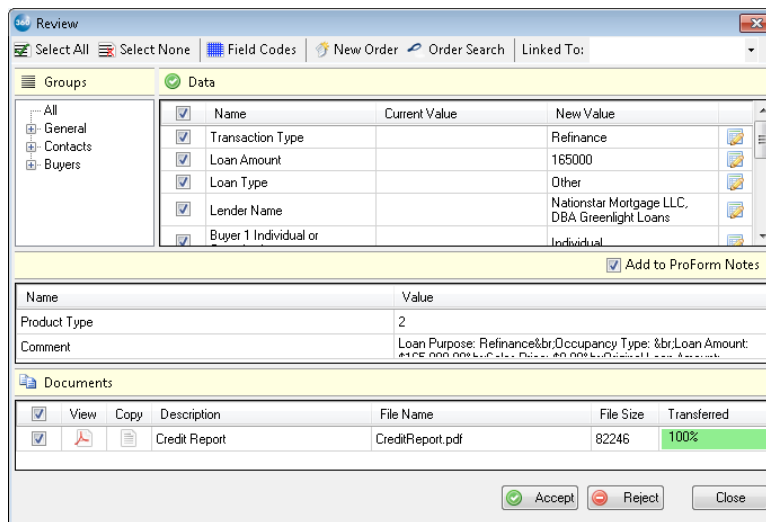 360 Review
Select All Select None Field Codes New Order Order Search Linked To:
Groups Data
All
General
Contacts
Buyers
Name Current Value New Value
Transaction Type Refinance
Loan Amount 165000
Loan Type Other
Lender Name Nationstar Mortgage LLC,
DBA Greenlight Loans
Buyer 1 Individual or
Individual
Add to ProForm Notes
Name Value
Product Type 2
Comment Loan Purpose: Refinance&br;Occupancy Type: &br;Loan Amount:
Documents
View Copy Description File Name File Size Transferred
Credit Report CreditReport.pdf 82246 100%
Accept Reject Close